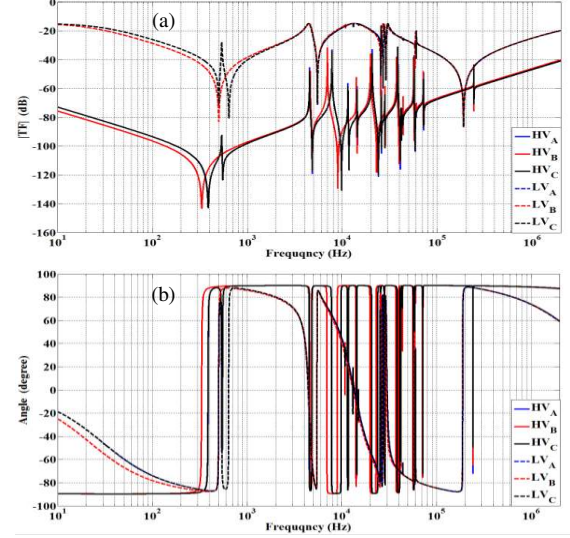 (a)
0
-20
-40
-60
-80
-100
-120
-140
-160
|TF| (dB)
HV_A
HV_B
HV_C
LV_A
LV_B
LV_C
10^1 10^2 10^3 10^4 10^5 10^6
Frequqncy (Hz)
(b)
100
80
60
40
20
0
-20
-40
-60
-80
-100
Angle (degree)
HV_A
HV_B
HV_C
LV_A
LV_B
LV_C
10^1 10^2 10^3 10^4 10^5 10^6
Frequqncy (Hz)